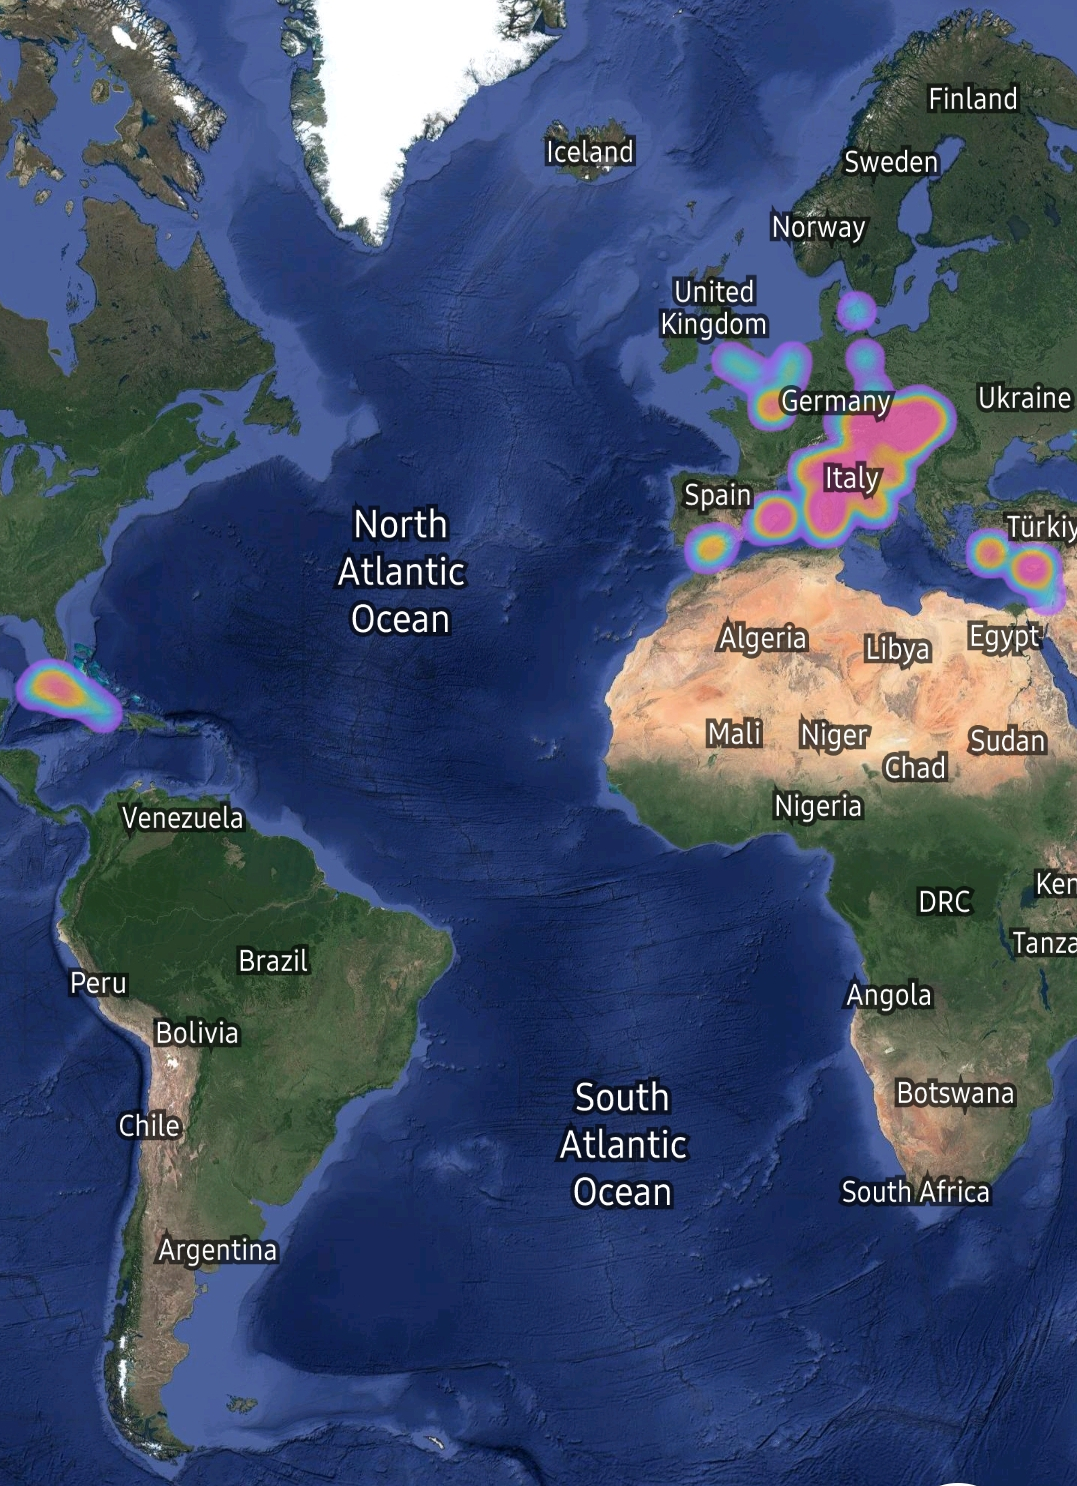 Finland
Iceland
Sweden
Norway
United
Kingdom
Germany
Ukraine
Italy
Spain
North
Atlantic
Ocean
Türkiy
Algeria
Libya
Egypt
Mali
Niger
Sudan
Chad
Nigeria
Venezuela
Ken
DRC
Tanza
Brazil
Peru
Angola
Bolivia
Botswana
South
Atlantic
Ocean
Chile
South Africa
Argentina